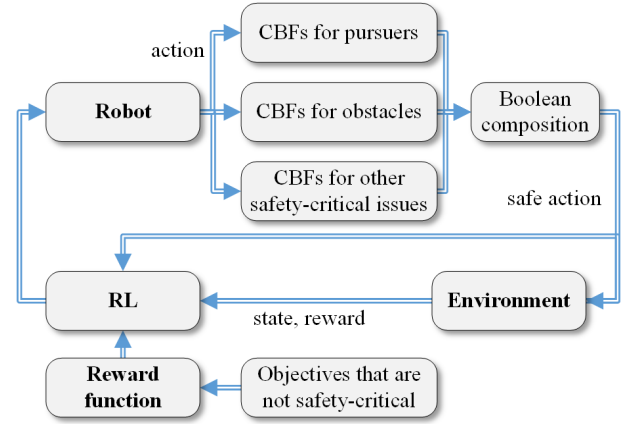 CBFs for pursuers
action
Robot
CBFs for obstacles
Boolean
composition
CBFs for other
safety-critical issues
safe action
RL
Environment
state, reward
Reward
function
Objectives that are
not safety-critical